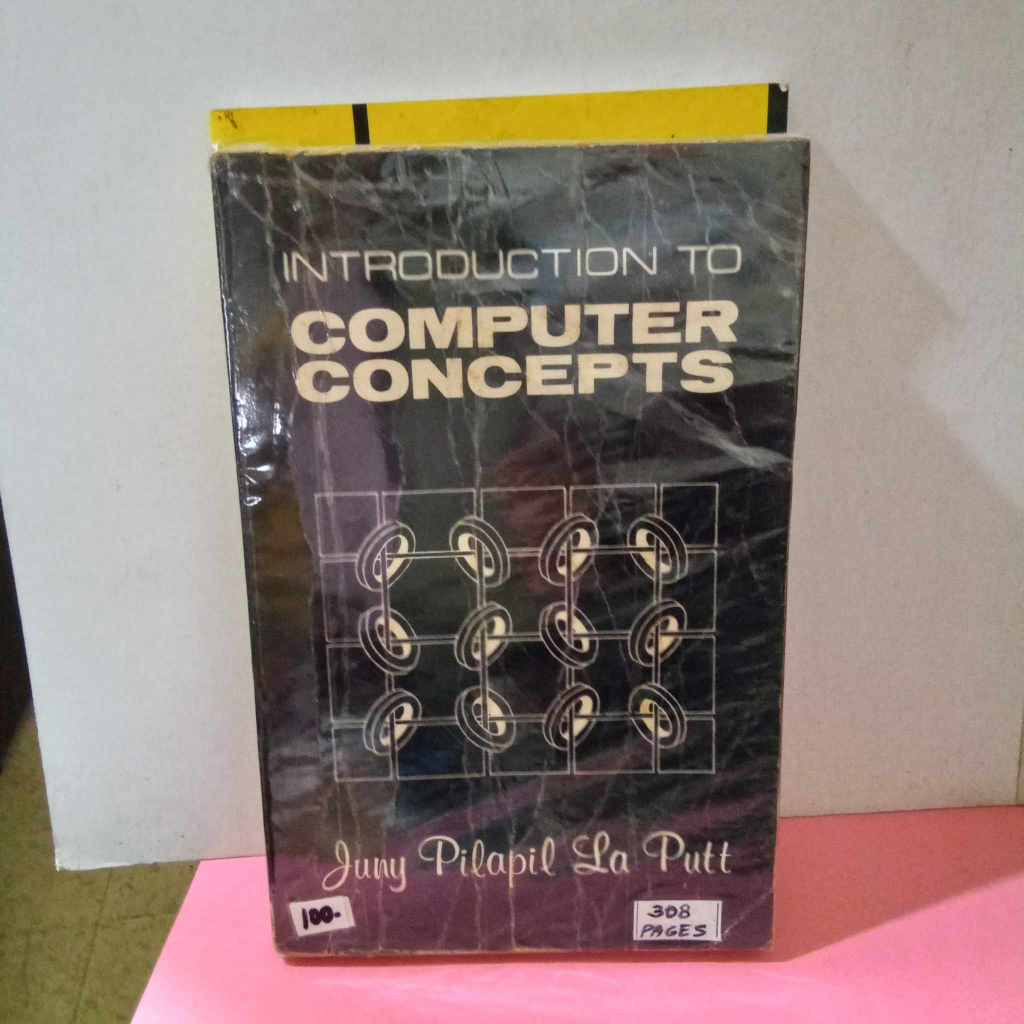 INTRODUCTION TO
COMPUTER
CONCEPTS
Juny Pilapil La Putt
100-
308
PAGES